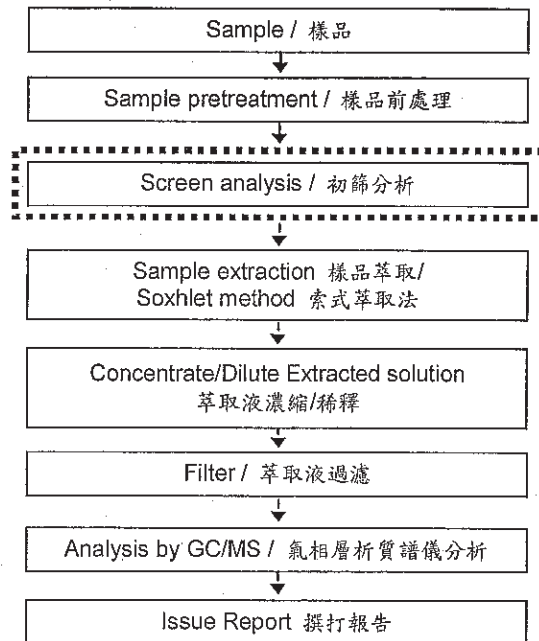 Sample / 樣品
Sample pretreatment / 樣品前處理
Screen analysis / 初篩分析
Sample extraction 樣品萃取/
Soxhlet method 索式萃取法
Concentrate/Dilute Extracted solution
萃取液濃縮/稀釋
Filter / 萃取液過濾
Analysis by GC/MS / 氣相層析質譜儀分析
Issue Report 撰打報告